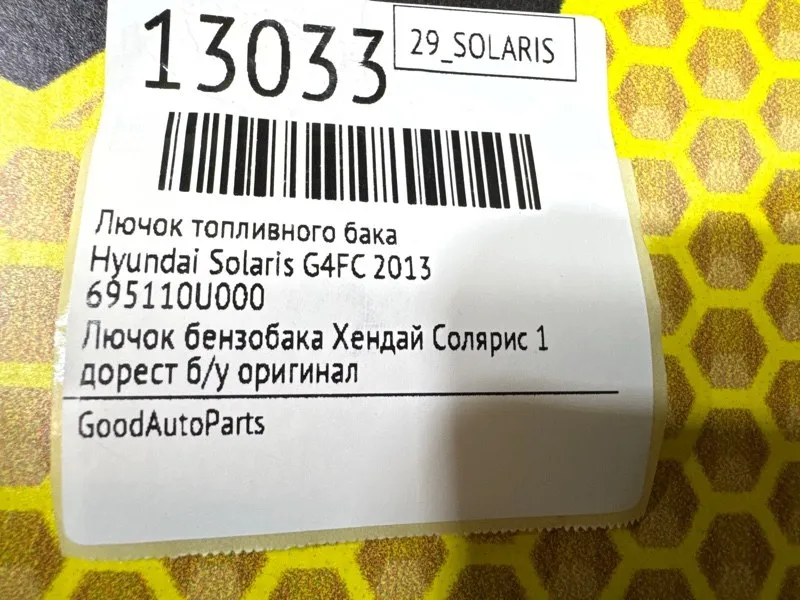 13033
29_SOLARIS
Лючок топливного бака
Hyundai Solaris G4FC 2013
695110U000
Лючок бензобака Хендай Солярис 1
дорест б/у оригинал
GoodAutoParts